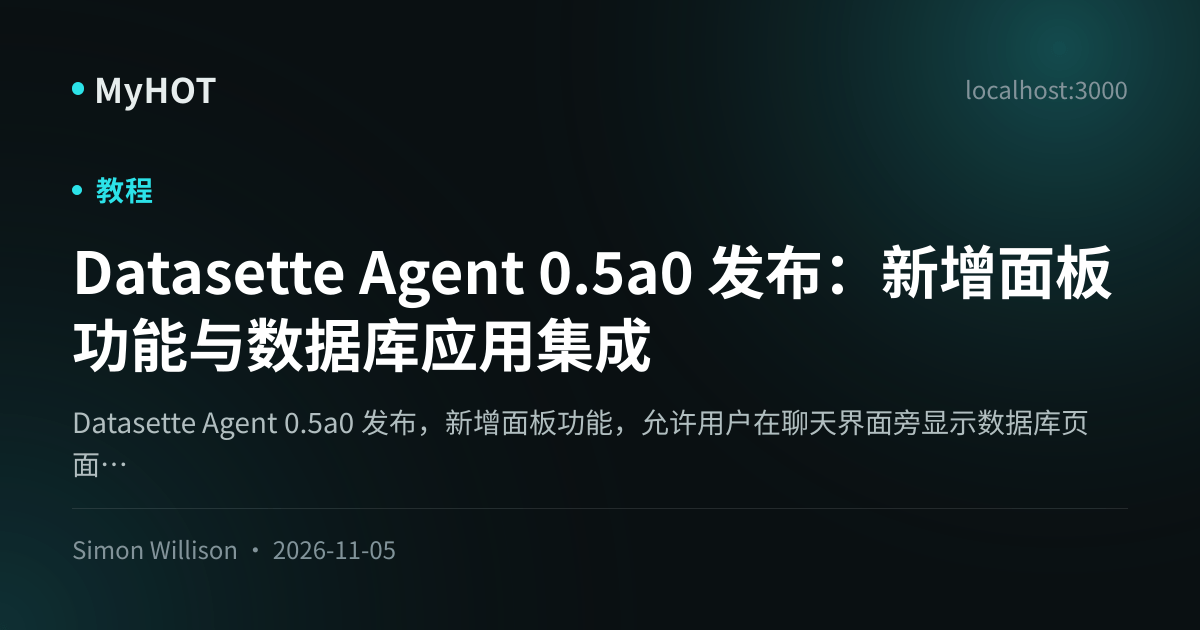 MyHOT
localhost:3000
教程
Datasette Agent 0.5a0 发布：新增面板
功能与数据库应用集成
Datasette Agent 0.5a0 发布，新增面板功能，允许用户在聊天界面旁显示数据库页
面…
Simon Willison · 2026-11-05